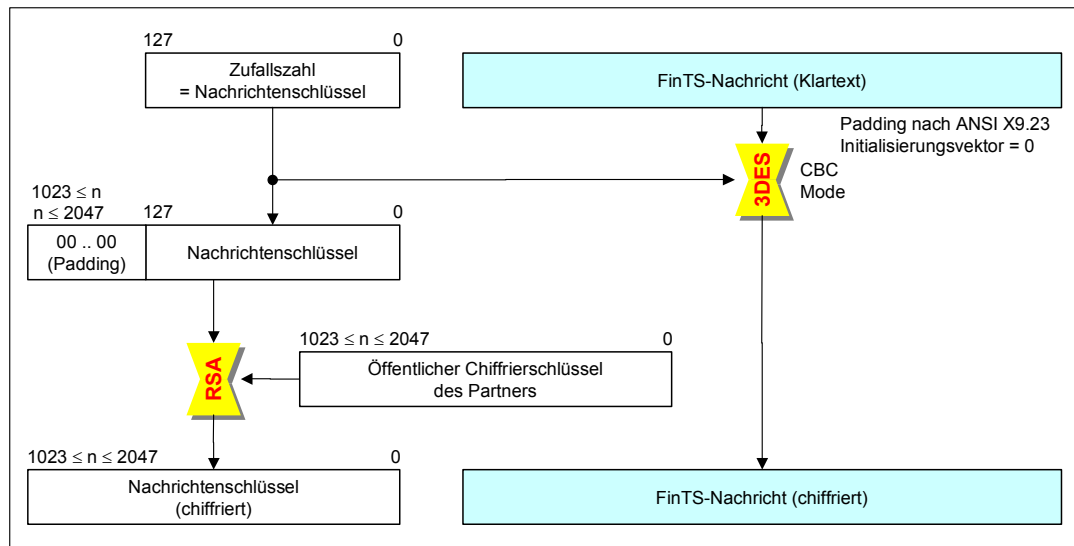 127 0
Zufallszahl
= Nachrichtenschlüssel
FinTS-Nachricht (Klartext)
Padding nach ANSI X9.23
Initialisierungsvektor = 0
3DES
CBC
Mode
1023 ≤ n
n ≤ 2047 127 0
00 .. 00
(Padding)
Nachrichtenschlüssel
RSA
1023 ≤ n ≤ 2047 0
Öffentlicher Chiffrierschlüssel
des Partners
1023 ≤ n ≤ 2047 0
Nachrichtenschlüssel
(chiffriert)
FinTS-Nachricht (chiffriert)